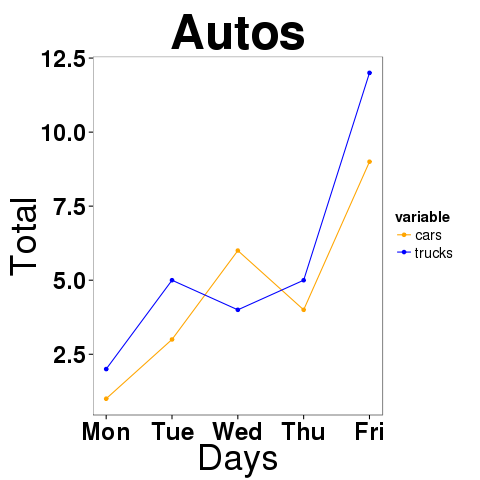 Autos
12.5
10.0
7.5
5.0
2.5
Total
Mon Tue Wed Thu Fri
Days
variable
cars
trucks